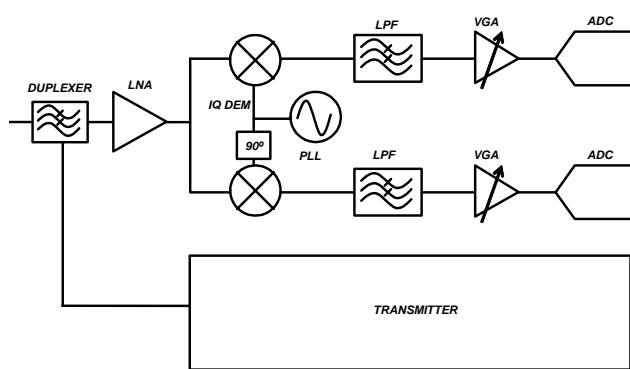 LPF
VGA
ADC
DUPLEXER
LNA
IQ DEM
90º
PLL
LPF
VGA
ADC
TRANSMITTER